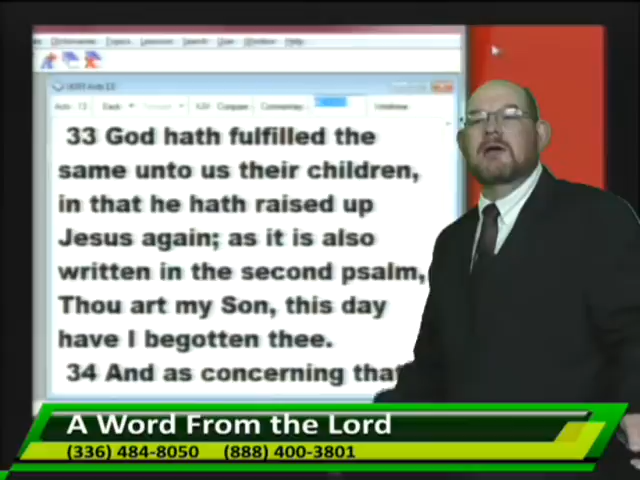 33 God hath fulfilled the
same unto us their children,
in that he hath raised up
Jesus again; as it is also
written in the second psalm,
Thou art my Son, this day
have I begotten thee.
34 And as concerning that
A Word From the Lord
(336) 484-8050 (888) 400-3801